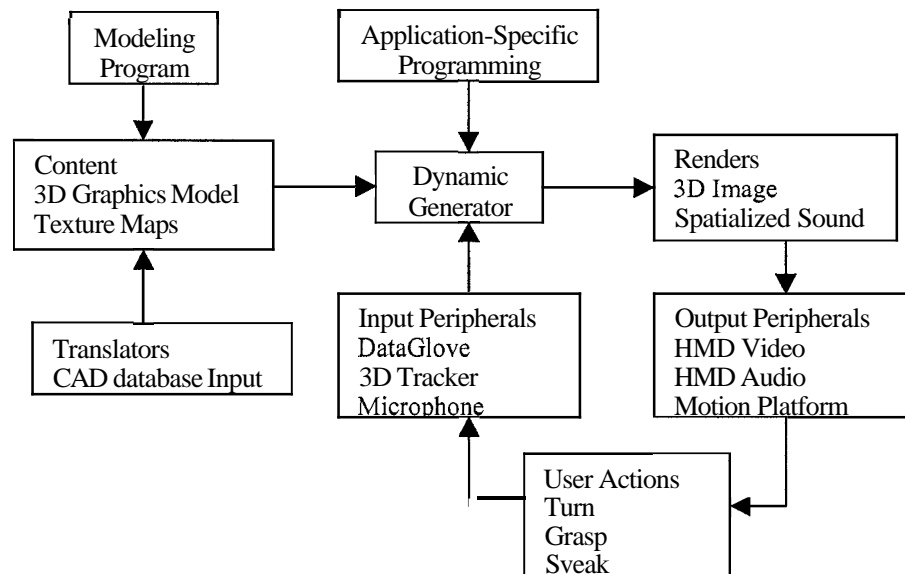 Modeling
Program
Application-Specific
Programming
Content
3D Graphics Model
Texture Maps
Dynamic
Generator
Renders
3D Image
Spatialized Sound
Translators
CAD database Input
Input Peripherals
DataGlove
3D Tracker
Microphone
Output Peripherals
HMD Video
HMD Audio
Motion Platform
User Actions
Turn
Grasp
Sveak